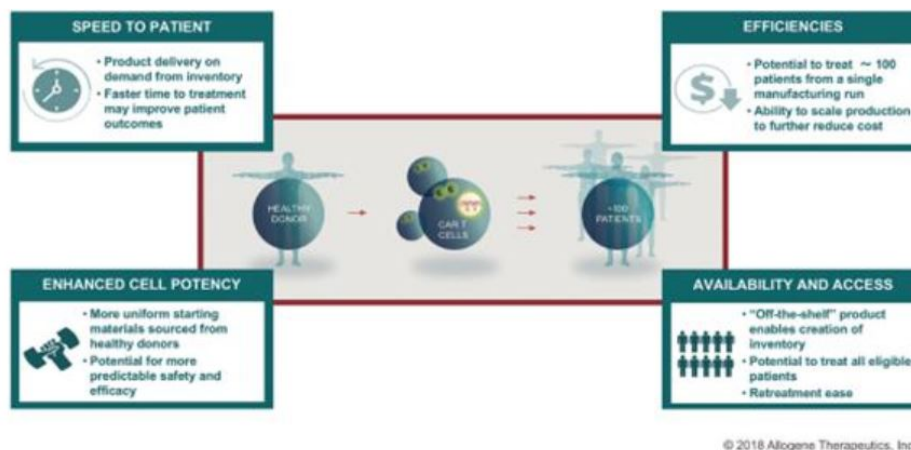 SPEED TO PATIENT
• Product delivery on
demand from inventory
• Faster time to treatment
may improve patient
outcomes
EFFICIENCIES
• Potential to treat ~ 100
patients from a single
manufacturing run
• Ability to scale production
to further reduce cost
HEALTHY
DONOR
CAR T
CELLS
~100
PATIENTS
ENHANCED CELL POTENCY
• More uniform starting
materials sourced from
healthy donors
• Potential for more
predictable safety and
efficacy
AVAILABILITY AND ACCESS
• "Off-the-shelf" product
enables creation of
inventory
• Potential to treat all eligible
patients
• Retreatment ease
© 2018 Allogene Therapeutics, Inc